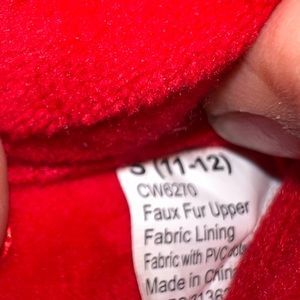 S (11-12)
CW6270
Faux Fur Upper
Fabric Lining
Fabric with PVC
Made in China